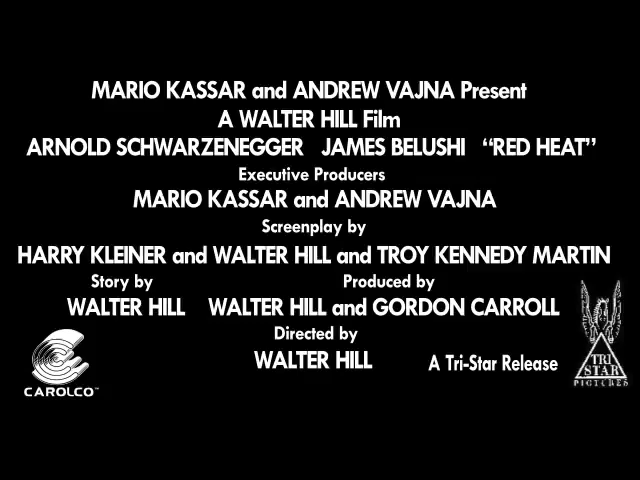 MARIO KASSAR and ANDREW VAJNA Present
A WALTER HILL Film
ARNOLD SCHWARZENEGGER JAMES BELUSHI “RED HEAT”
Executive Producers
MARIO KASSAR and ANDREW VAJNA
Screenplay by
HARRY KLEINER and WALTER HILL and TROY KENNEDY MARTIN
Story by Produced by
WALTER HILL WALTER HILL and GORDON CARROLL
Directed by
WALTER HILL
A Tri-Star Release
CAROLCO™
TRI
STAR
PICTURES